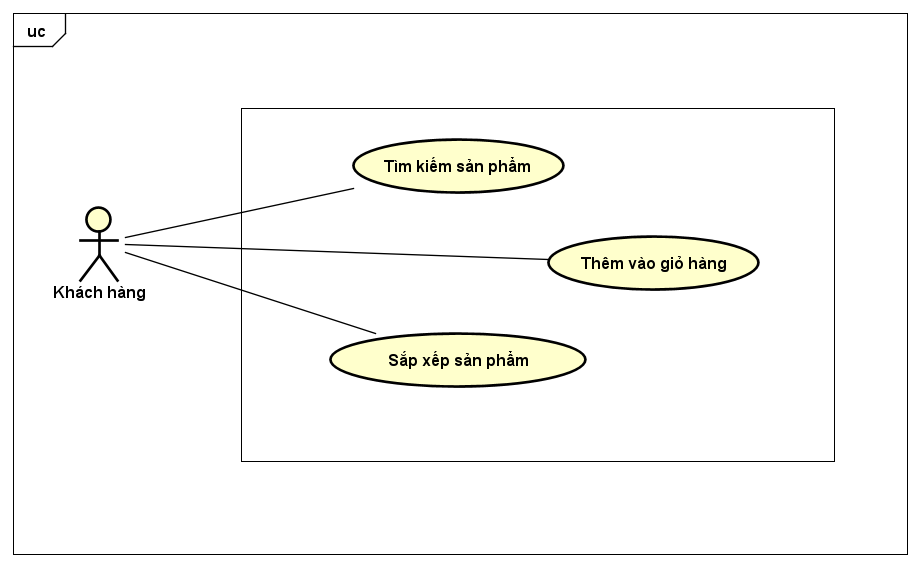 uc
Tìm kiếm sản phẩm
Thêm vào giỏ hàng
Khách hàng
Sắp xếp sản phẩm